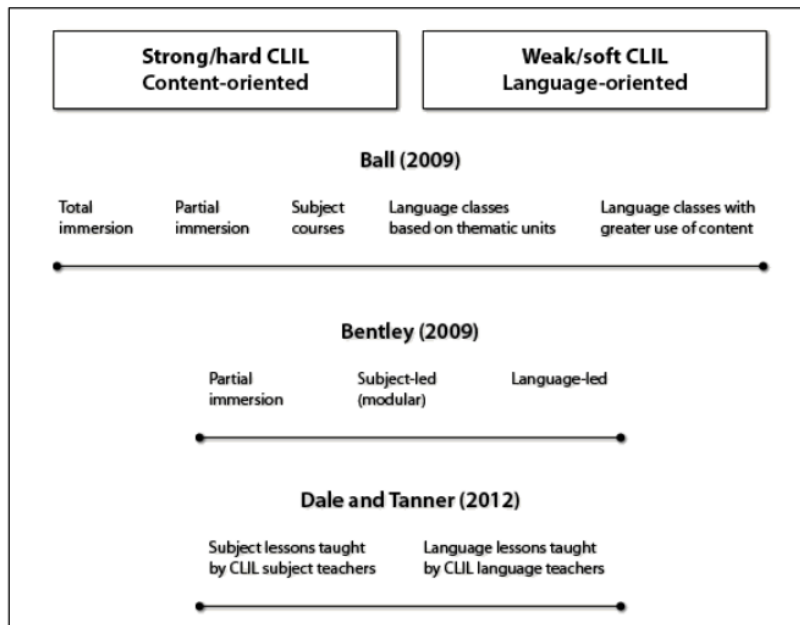 Strong/hard CLIL
Content-oriented
Weak/soft CLIL
Language-oriented
Ball (2009)
Total
immersion
Partial
immersion
Subject
courses
Language classes
based on thematic units
Language classes with
greater use of content
Bentley (2009)
Partial
immersion
Subject-led
(modular)
Language-led
Dale and Tanner (2012)
Subject lessons taught
by CLIL subject teachers
Language lessons taught
by CLIL language teachers